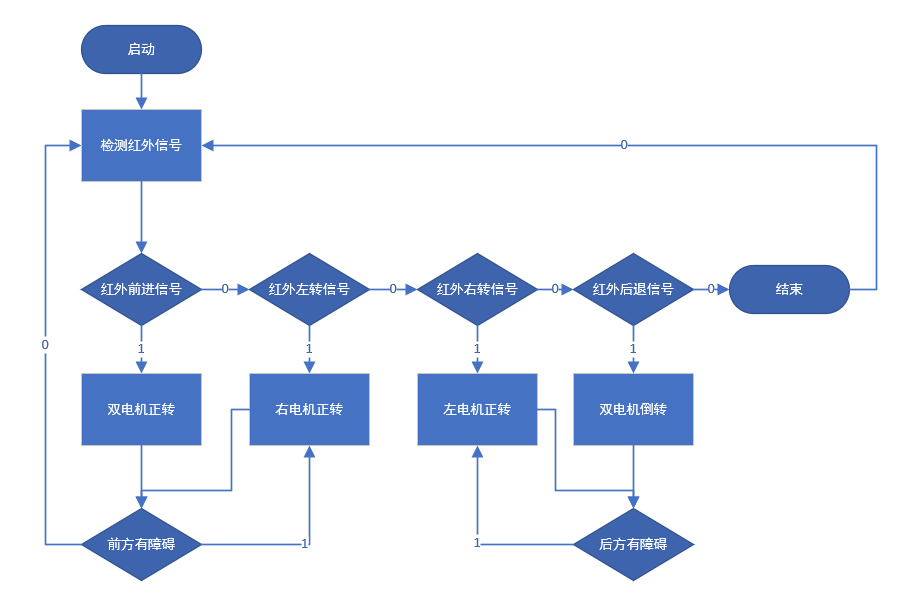 启动
检测红外信号
0
红外前进信号
0
红外左转信号
0
红外右转信号
0
红外后退信号
0
结束
0
1
1
1
1
双电机正转
右电机正转
左电机正转
双电机倒转
前方有障碍
1
1
后方有障碍